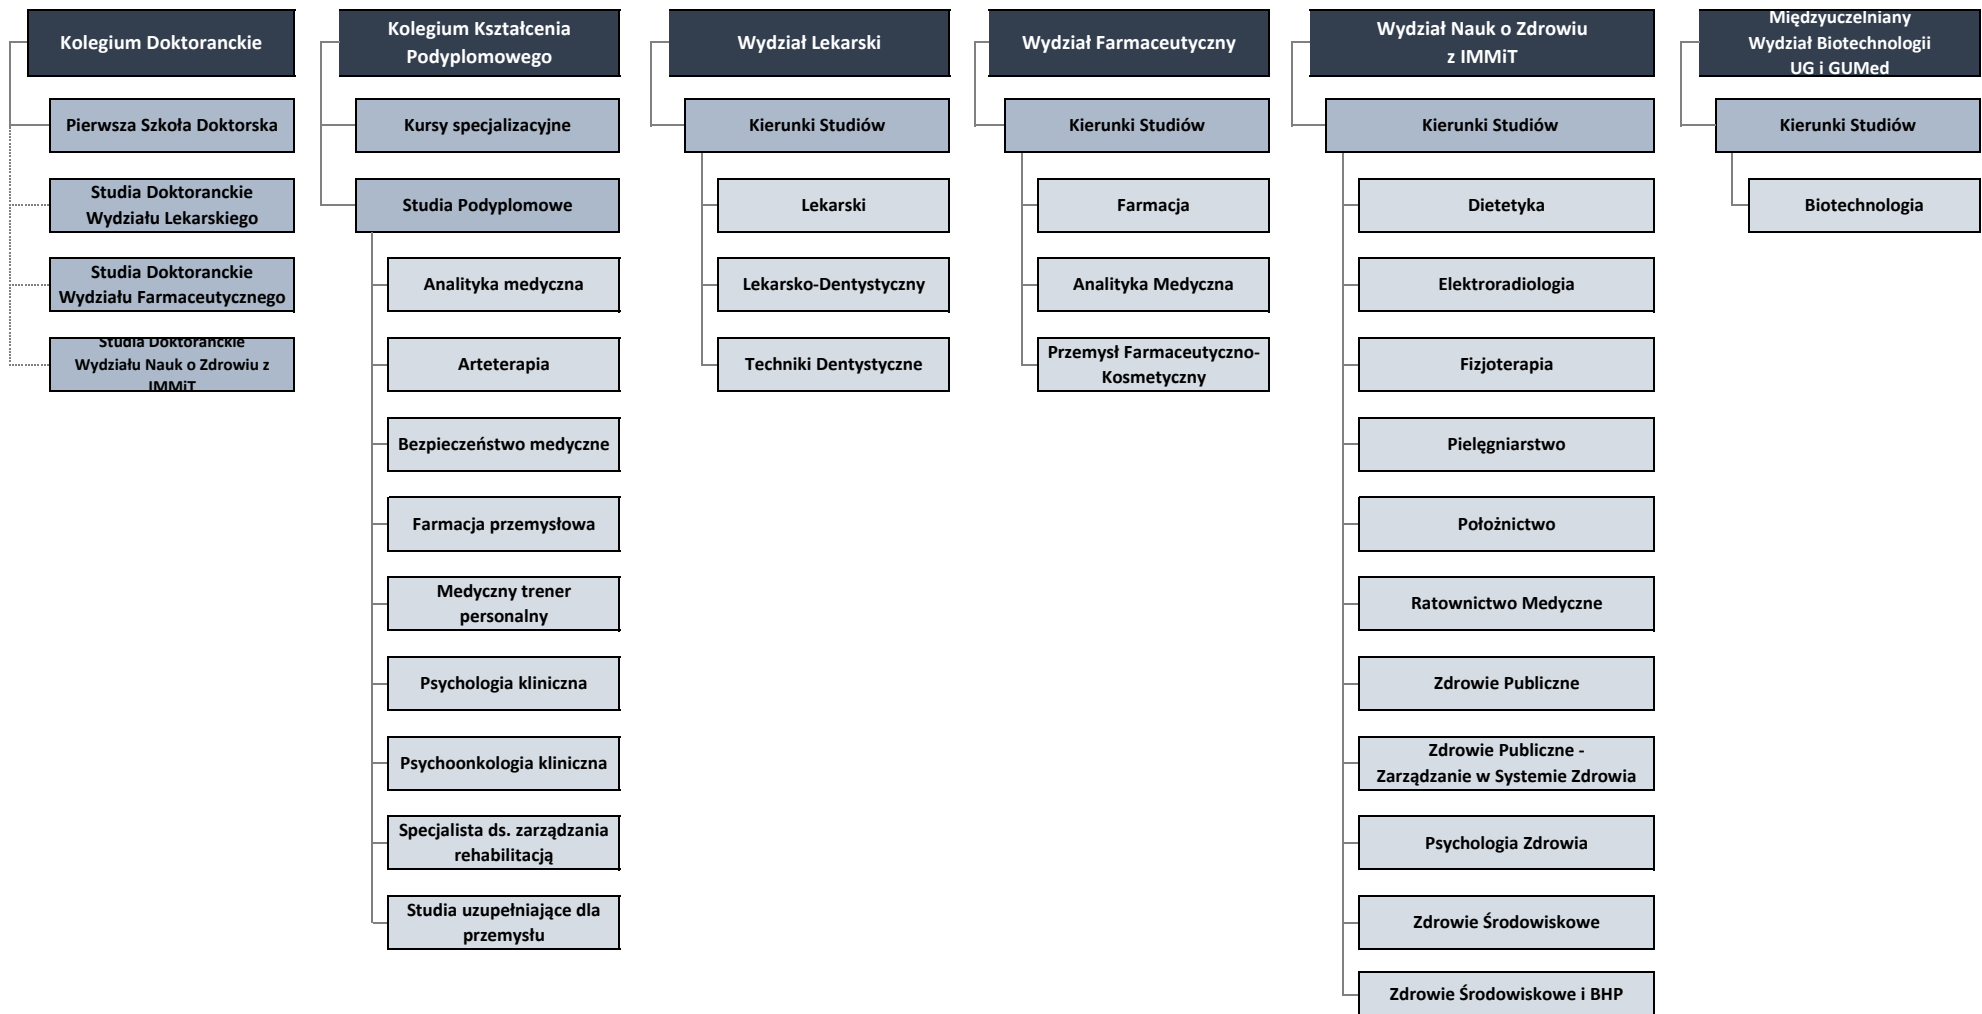 Kolegium Doktoranckie
Pierwsza Szkoła Doktorska
Studia Doktoranckie
Wydziału Lekarskiego
Studia Doktoranckie
Wydziału Farmaceutycznego
Studia Doktoranckie
Wydziału Nauk o Zdrowiu z
IMMiT
Kolegium Kształcenia
Podyplomowego
Kursy specjalizacyjne
Studia Podyplomowe
Analityka medyczna
Arteterapia
Bezpieczeństwo medyczne
Farmacja przemysłowa
Medyczny trener
personalny
Psychologia kliniczna
Psychoonkologia kliniczna
Specjalista ds. zarządzania
rehabilitacją
Studia uzupełniające dla
przemysłu
Wydział Lekarski
Kierunki Studiów
Lekarski
Lekarsko-Dentystyczny
Techniki Dentystyczne
Wydział Farmaceutyczny
Kierunki Studiów
Farmacja
Analityka Medyczna
Przemysł Farmaceutyczno-
Kosmetyczny
Wydział Nauk o Zdrowiu
z IMMiT
Kierunki Studiów
Dietetyka
Elektroradiologia
Fizjoterapia
Pielęgniarstwo
Położnictwo
Ratownictwo Medyczne
Zdrowie Publiczne
Zdrowie Publiczne -
Zarządzanie w Systemie Zdrowia
Psychologia Zdrowia
Zdrowie Środowiskowe
Zdrowie Środowiskowe i BHP
Międzyuczelniany
Wydział Biotechnologii
UG i GUMed
Kierunki Studiów
Biotechnologia